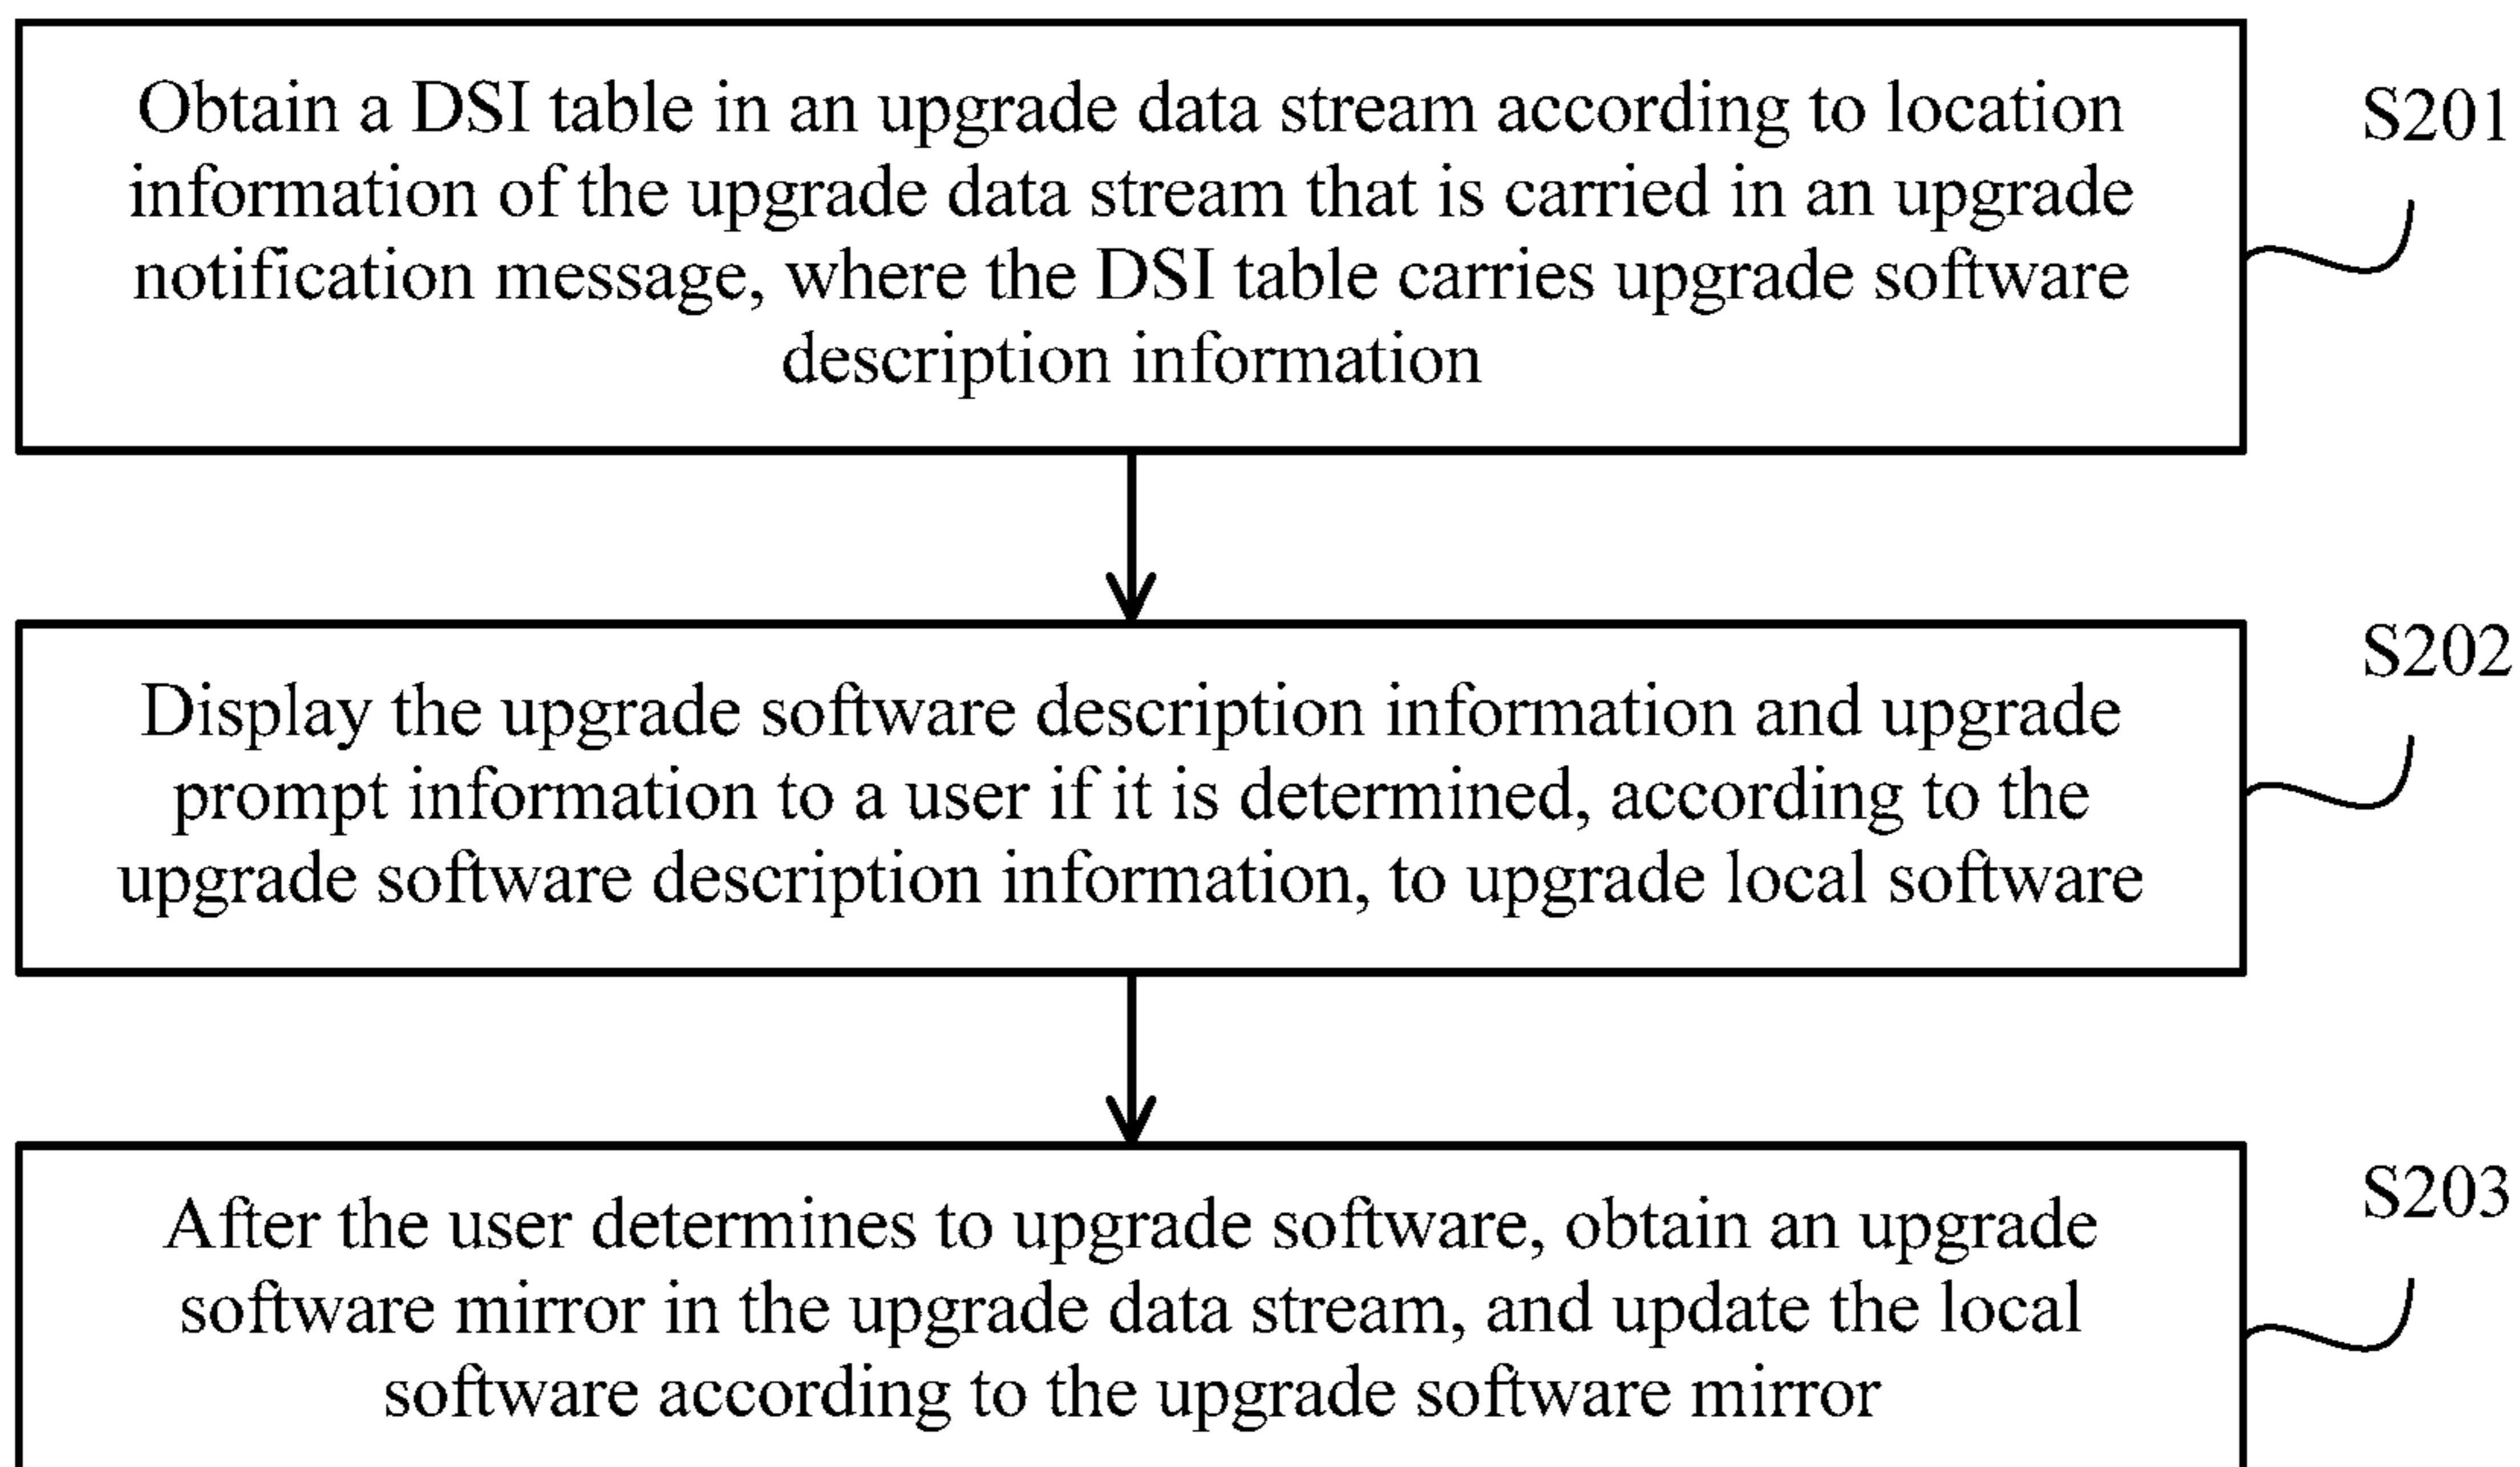 Obtain a DSI table in an upgrade data stream according to location
information of the upgrade data stream that is carried in an upgrade
notification message, where the DSI table carries upgrade software
description information
S201
Display the upgrade software description information and upgrade
prompt information to a user if it is determined, according to the
upgrade software description information, to upgrade local software
S202
After the user determines to upgrade software, obtain an upgrade
software mirror in the upgrade data stream, and update the local
software according to the upgrade software mirror
S203